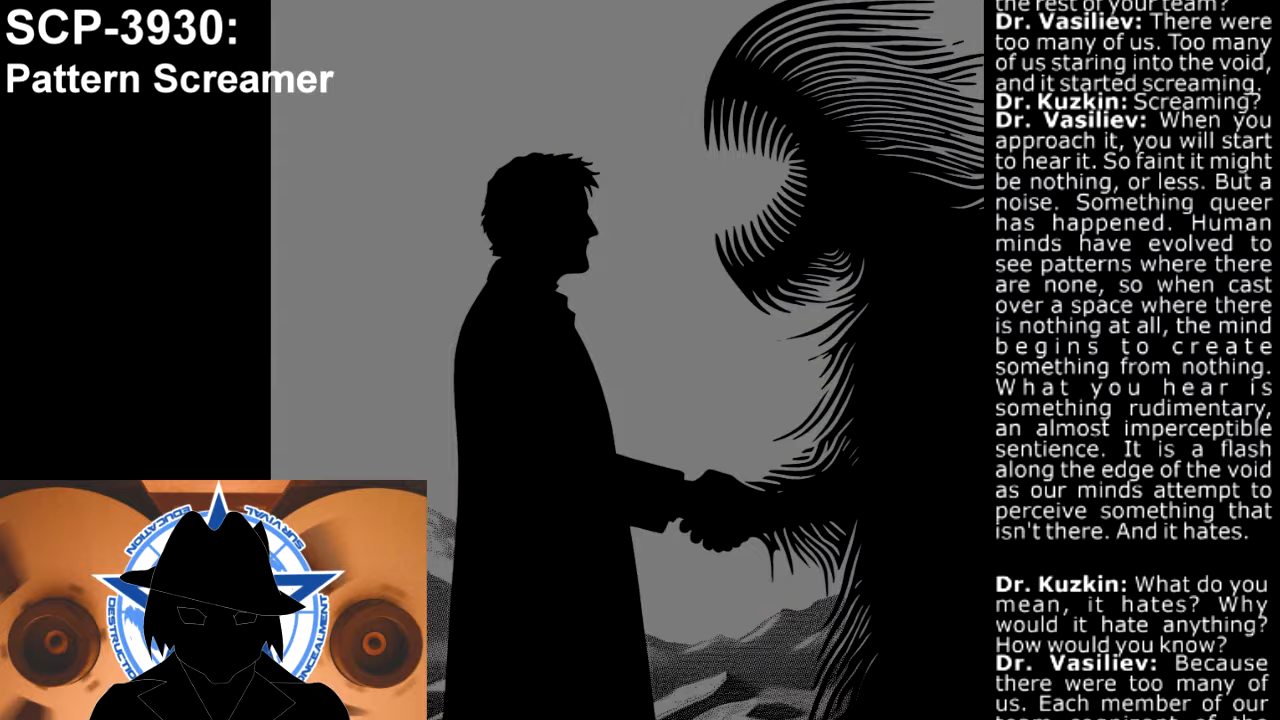 SCP-3930:
Pattern Screamer
the rest of your team?
Dr. Vasiliev: There were
too many of us. Too many
of us staring into the void,
and it started screaming.
Dr. Kuzkin: Screaming?
Dr. Vasiliev: When you
approach it, you will start
to hear it. So faint it might
be nothing, or less. But a
noise. Something queer
has happened. Human
minds have evolved to
see patterns where there
are none, so when cast
over a space where there
is nothing at all, the mind
begins to create
something from nothing.
What you hear is
something rudimentary,
an almost imperceptible
sentience. It is a flash
along the edge of the void
as our minds attempt to
perceive something that
isn't there. And it hates.
Dr. Kuzkin: What do you
mean, it hates? Why
would it hate anything?
How would you know?
Dr. Vasiliev: Because
there were too many of
us. Each member of our
EDUCATION
SURVIVAL